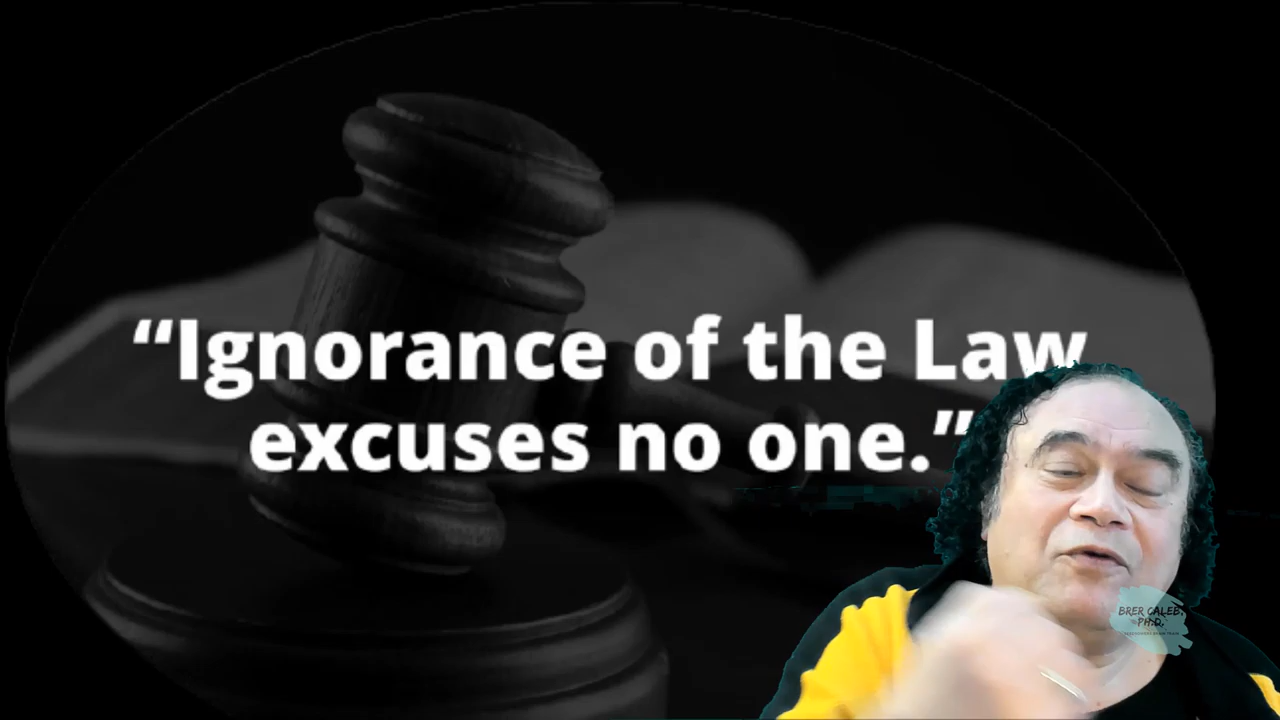 “Ignorance of the Law
excuses no one.”
BRER CALEB,
PH.D.